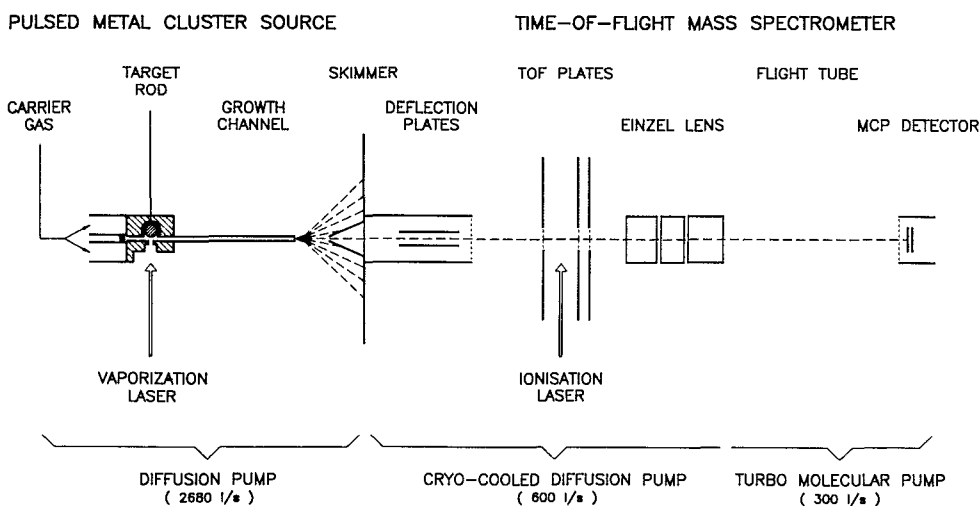 PULSED METAL CLUSTER SOURCE
TIME-OF-FLIGHT MASS SPECTROMETER
TARGET
ROD
SKIMMER
TOF PLATES
FLIGHT TUBE
CARRIER
GAS
GROWTH
CHANNEL
DEFLECTION
PLATES
EINZEL LENS
MCP DETECTOR
VAPORIZATION
LASER
IONISATION
LASER
DIFFUSION PUMP
( 2680 l/s )
CRYO-COOLED DIFFUSION PUMP
( 600 l/s )
TURBO MOLECULAR PUMP
( 300 l/s )